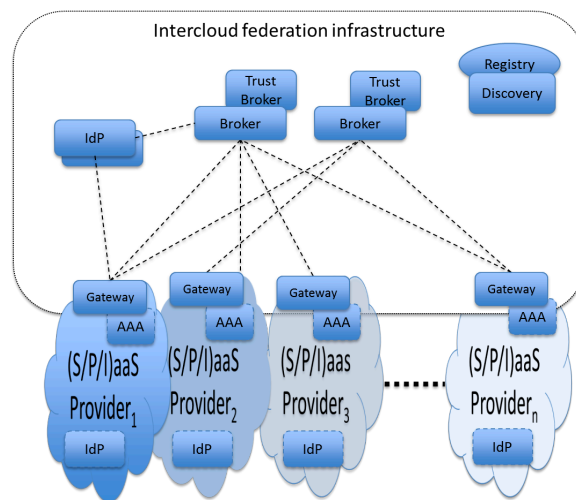 Intercloud federation infrastructure
Registry
Discovery
Trust
Broker
Broker
Trust
Broker
Broker
IdP
Gateway
AAA
(S/P/I)aaS
Provider1
IdP
Gateway
AAA
(S/P/I)aaS
Provider2
IdP
Gateway
AAA
(S/P/I)aas
Provider3
IdP
Gateway
AAA
(S/P/I)aaS
Providern
IdP